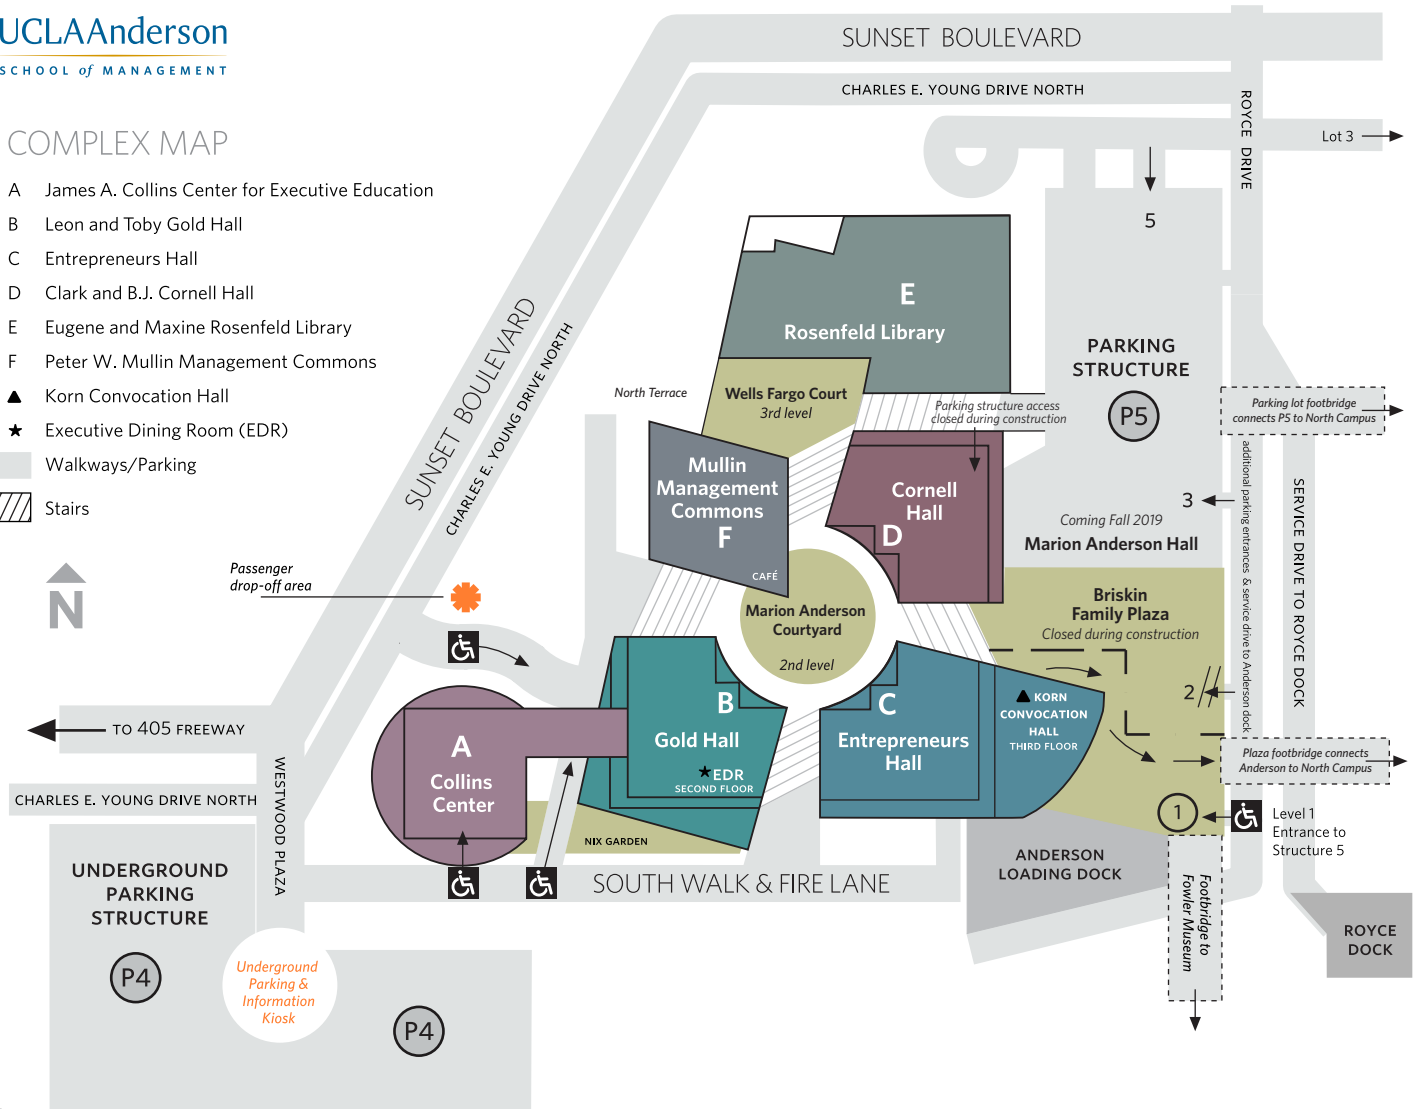 UCLAAnderson
SCHOOL of MANAGEMENT
COMPLEX MAP
A James A. Collins Center for Executive Education
B Leon and Toby Gold Hall
C Entrepreneurs Hall
D Clark and B.J. Cornell Hall
E Eugene and Maxine Rosenfeld Library
F Peter W. Mullin Management Commons
Korn Convocation Hall
Executive Dining Room (EDR)
Walkways/Parking
Stairs
N
SUNSET BOULEVARD
CHARLES E. YOUNG DRIVE NORTH
ROYCE DRIVE
Lot 3
5
SUNSET BOULEVARD
CHARLES E. YOUNG DRIVE NORTH
E
Rosenfeld Library
PARKING
STRUCTURE
P5
North Terrace
Wells Fargo Court
3rd level
Parking structure access
closed during construction
Parking lot footbridge
connects P5 to North Campus
Mullin
Management
Commons
F
CAFÉ
Cornell
Hall
D
3
additional parking entrances & service drive to Anderson dock
SERVICE DRIVE TO ROYCE DOCK
Coming Fall 2019
Marion Anderson Hall
Passenger
drop-off area
Marion Anderson
Courtyard
2nd level
Briskin
Family Plaza
Closed during construction
2
B
Gold Hall
EDR
SECOND FLOOR
C
Entrepreneurs
Hall
KORN
CONVOCATION
HALL
THIRD FLOOR
TO 405 FREEWAY
A
Collins
Center
Plaza footbridge connects
Anderson to North Campus
CHARLES E. YOUNG DRIVE NORTH
WESTWOOD PLAZA
1
Level 1
Entrance to
Structure 5
NIX GARDEN
ANDERSON
LOADING DOCK
UNDERGROUND
PARKING
STRUCTURE
P4
SOUTH WALK & FIRE LANE
Footbridge to
Fowler Museum
ROYCE
DOCK
Underground
Parking &
Information
Kiosk
P4